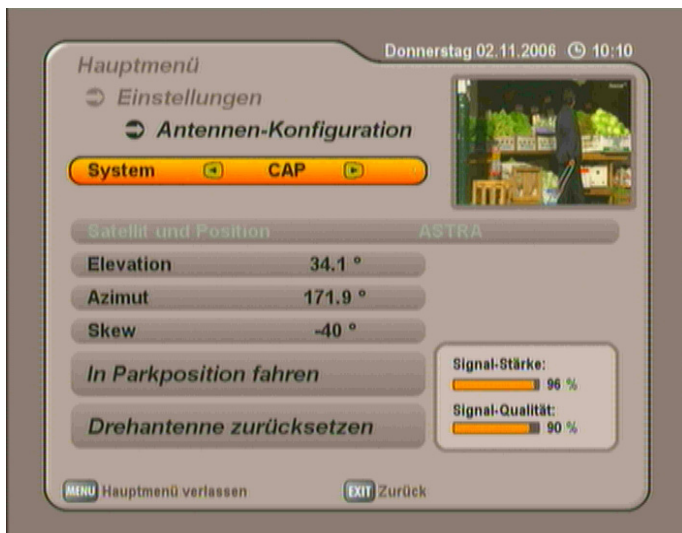 Donnerstag 02.11.2006 10:10
Hauptmenü
Einstellungen
Antennen-Konfiguration
System CAP
Satellit und Position ASTRA
Elevation 34.1 °
Azimut 171.9 °
Skew -40 °
In Parkposition fahren
Drehantenne zurücksetzen
Signal-Stärke:
96 %
Signal-Qualität:
90 %
MENU Hauptmenü verlassen
EXIT Zurück